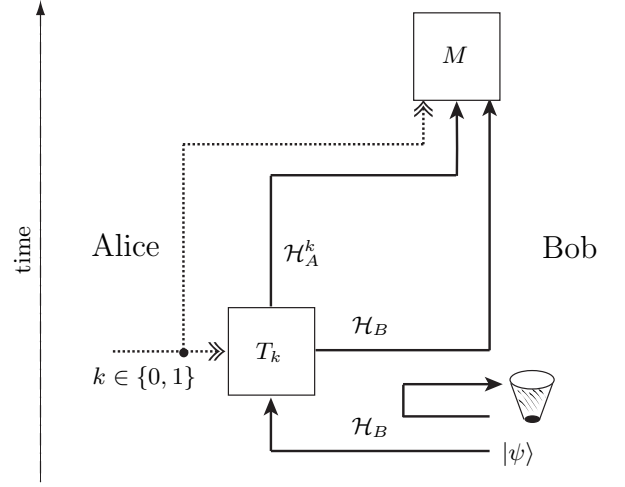 M
Alice
Bob
time
$\mathcal{H}_A^k$
$\mathcal{H}_B$
$T_k$
$k \in \{0, 1\}$
$\mathcal{H}_B$
$|\psi\rangle$